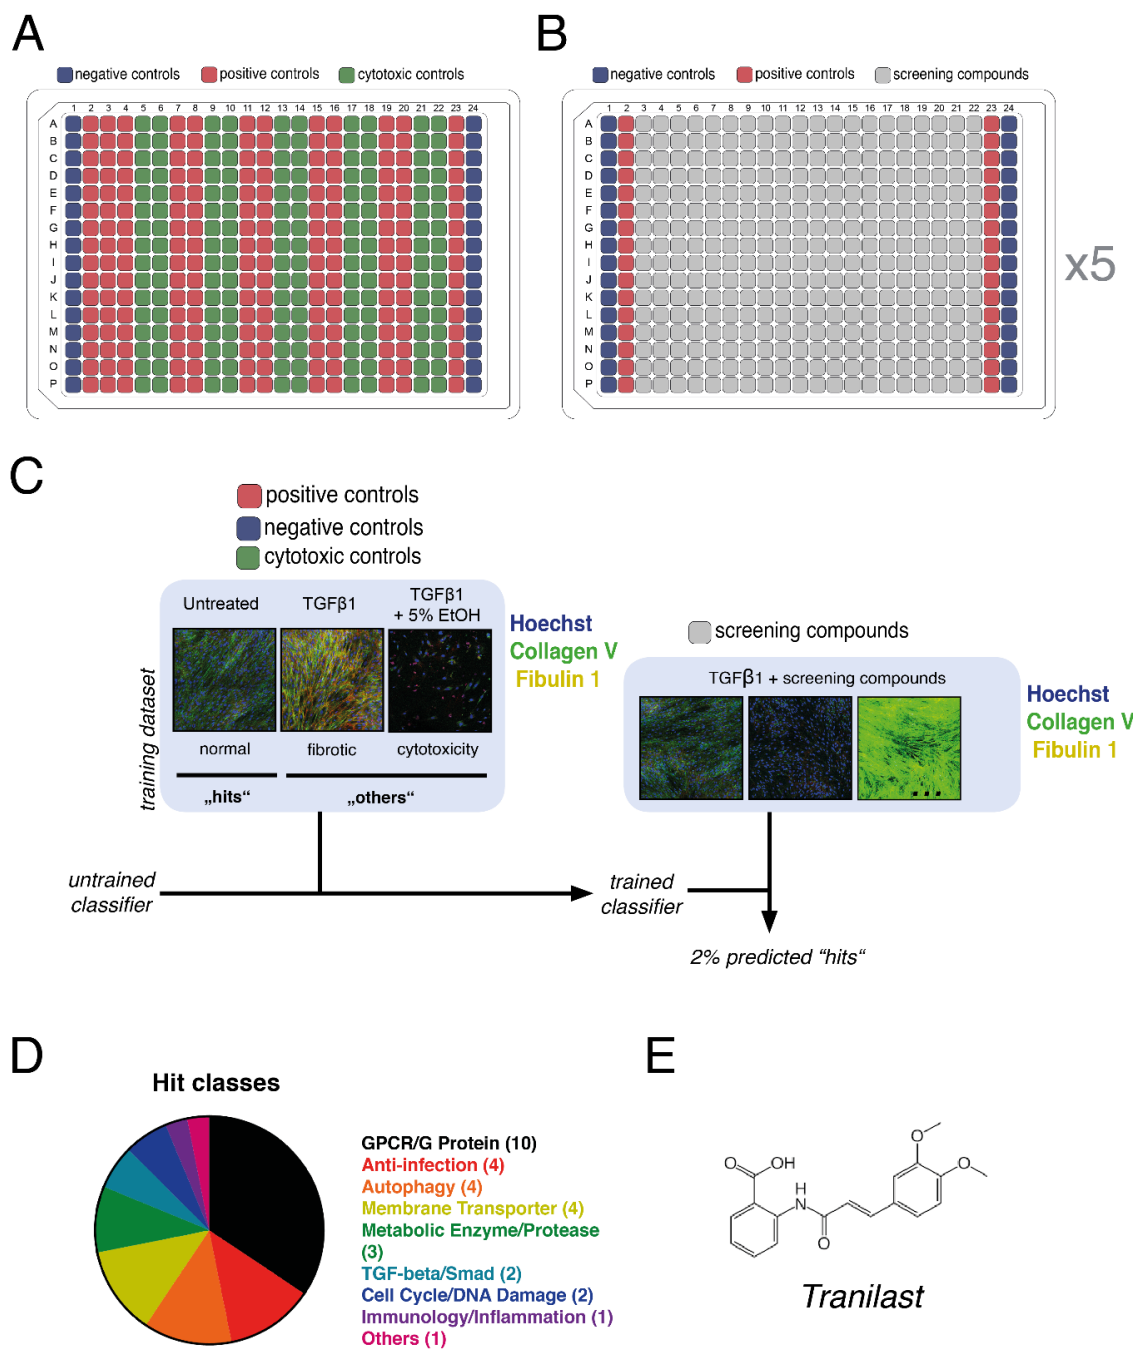 A
negative controls positive controls cytotoxic controls
1 2 3 4 5 6 7 8 9 10 11 12 13 14 15 16 17 18 19 20 21 22 23 24
A
B
C
D
E
F
G
H
I
J
K
L
M
N
O
P
B
negative controls positive controls screening compounds
1 2 3 4 5 6 7 8 9 10 11 12 13 14 15 16 17 18 19 20 21 22 23 24
A
B
C
D
E
F
G
H
I
J
K
L
M
N
O
P
x5
C
positive controls
negative controls
cytotoxic controls
Untreated
TGFβ1
TGFβ1
+ 5% EtOH
normal
fibrotic
cytotoxicity
„hits“
„others“
training dataset
Hoechst
Collagen V
Fibulin 1
screening compounds
TGFβ1 + screening compounds
...
Hoechst
Collagen V
Fibulin 1
untrained
classifier
trained
classifier
2% predicted “hits“
D
Hit classes
GPCR/G Protein (10)
Anti-infection (4)
Autophagy (4)
Membrane Transporter (4)
Metabolic Enzyme/Protease
(3)
TGF-beta/Smad (2)
Cell Cycle/DNA Damage (2)
Immunology/Inflammation (1)
Others (1)
E
O
OH
H
N
O
O
O
Tranilast